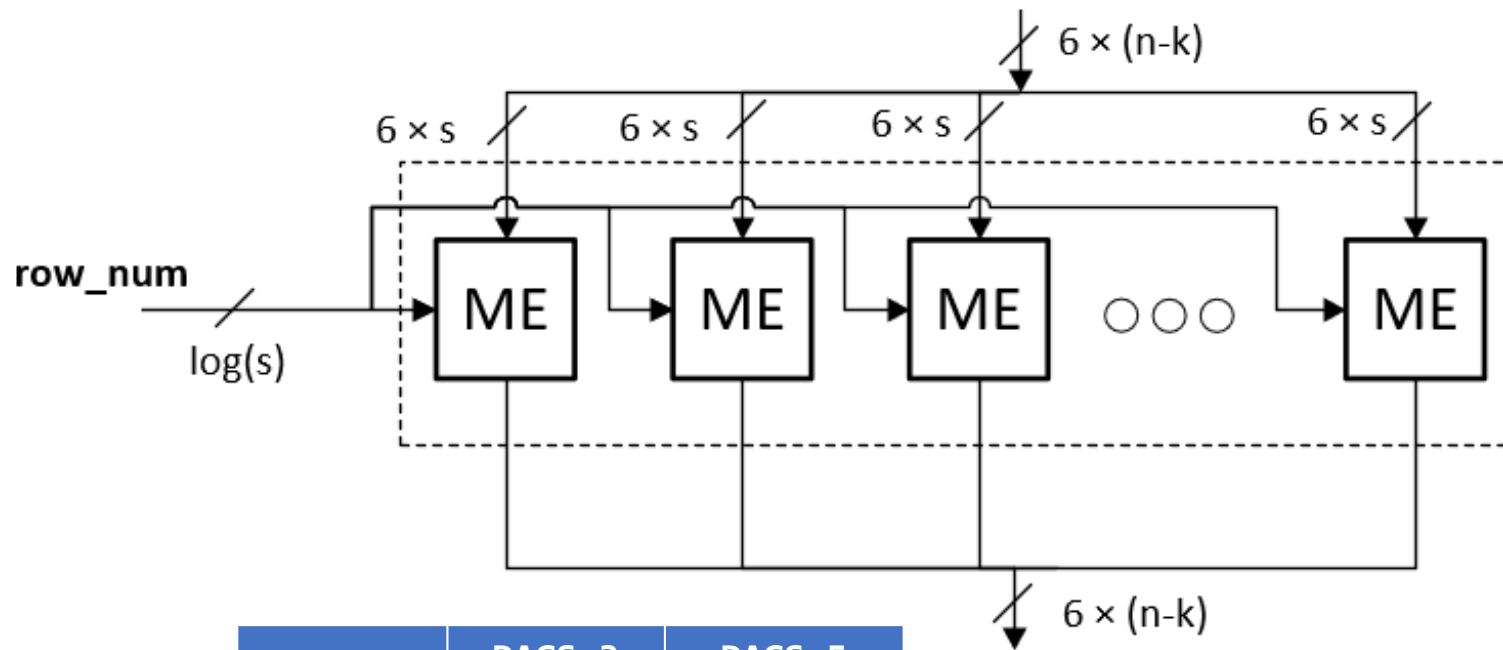 6 × (n-k)
6 × s 6 × s 6 × s 6 × s
row_num
ME ME ME ME
log(s)
6 × (n-k)